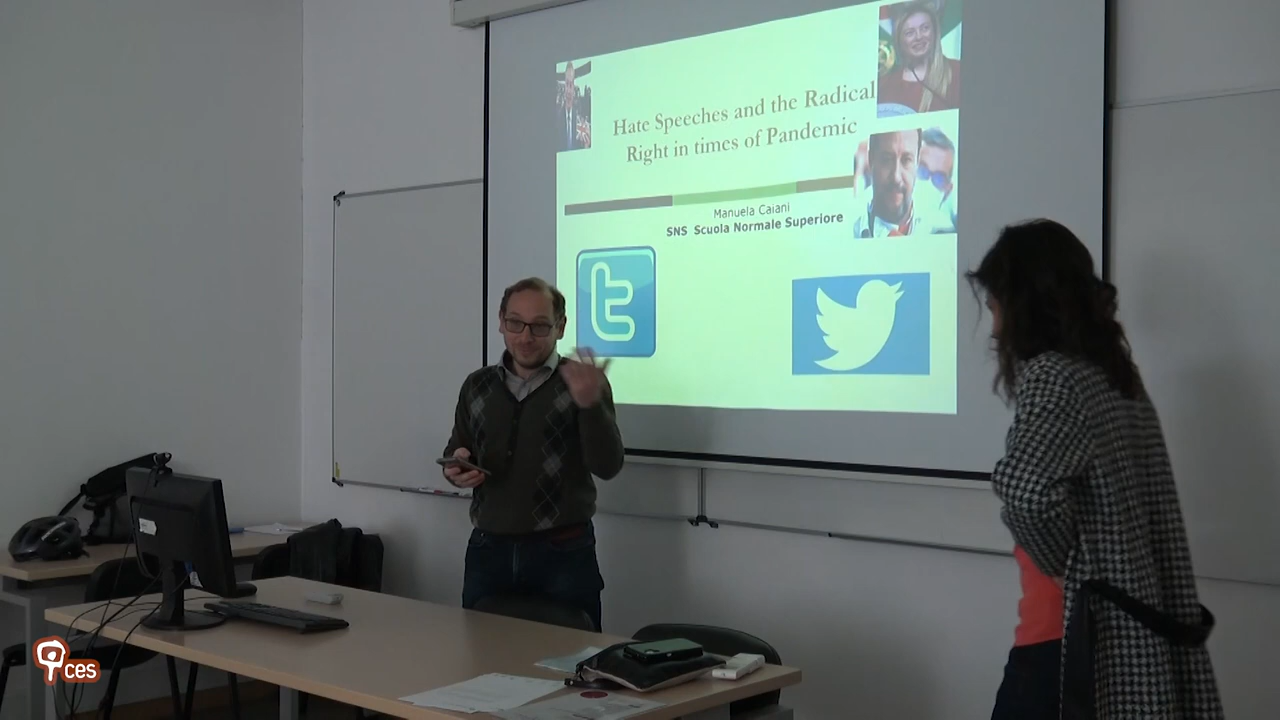 Hate Speeches and the Radical
Right in times of Pandemic
Manuela Caiani
SNS Scuola Normale Superiore
t
ces